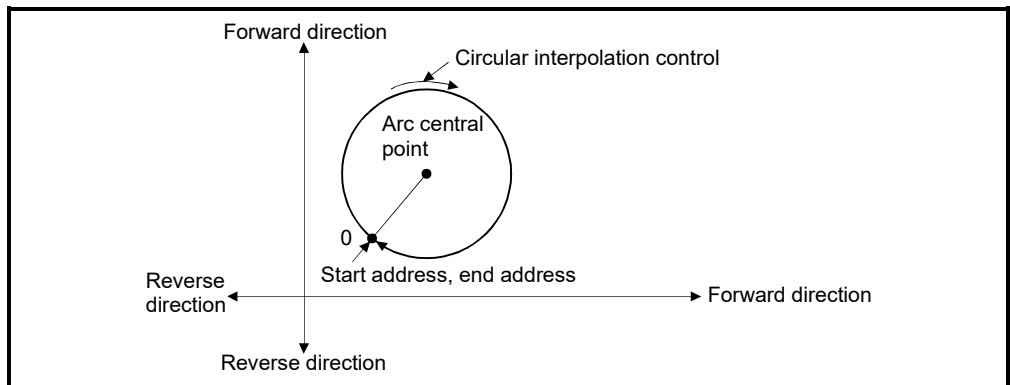 Forward direction
Circular interpolation control
Arc central
point
0
Start address, end address
Reverse
direction
Forward direction
Reverse direction